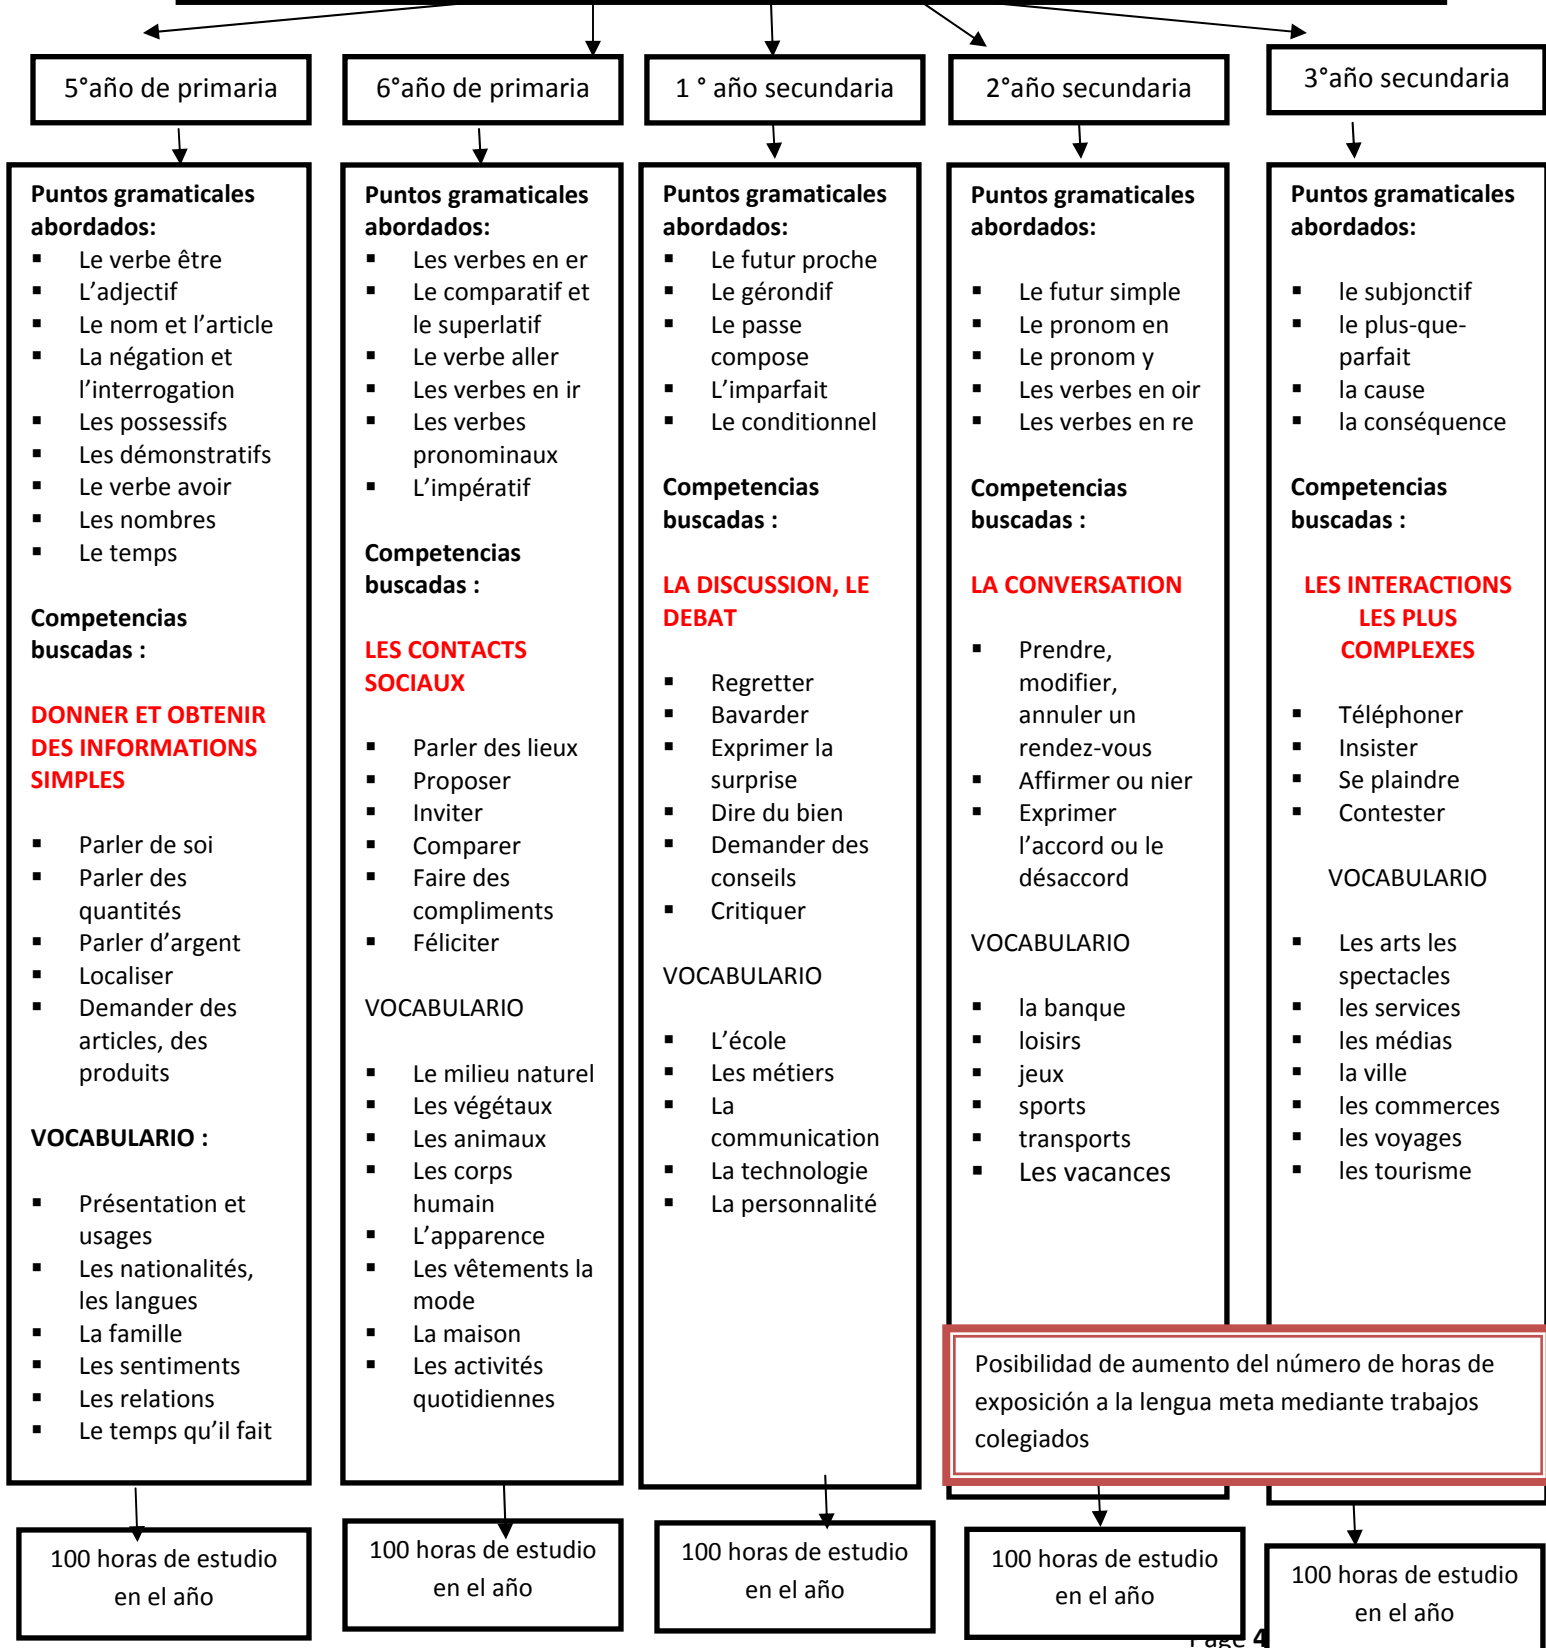 5°año de primaria
6°año de primaria
1 ° año secundaria
2°año secundaria
3°año secundaria
Puntos gramaticales
abordados:
▪ Le verbe être
▪ L'adjectif
▪ Le nom et l'article
▪ La négation et
l'interrogation
▪ Les possessifs
▪ Les démonstratifs
▪ Le verbe avoir
▪ Les nombres
▪ Le temps
Competencias
buscadas :
DONNER ET OBTENIR
DES INFORMATIONS
SIMPLES
▪ Parler de soi
▪ Parler des
quantités
▪ Parler d'argent
▪ Localiser
▪ Demander des
articles, des
produits
VOCABULARIO :
▪ Présentation et
usages
▪ Les nationalités,
les langues
▪ La famille
▪ Les sentiments
▪ Les relations
▪ Le temps qu'il fait
Puntos gramaticales
abordados:
▪ Les verbes en er
▪ Le comparatif et
le superlatif
▪ Le verbe aller
▪ Les verbes en ir
▪ Les verbes
pronominaux
▪ L'impératif
Competencias
buscadas :
LES CONTACTS
SOCIAUX
▪ Parler des lieux
▪ Proposer
▪ Inviter
▪ Comparer
▪ Faire des
compliments
▪ Féliciter
VOCABULARIO
▪ Le milieu naturel
▪ Les végétaux
▪ Les animaux
▪ Les corps
humain
▪ L'apparence
▪ Les vêtements la
mode
▪ La maison
▪ Les activités
quotidiennes
Puntos gramaticales
abordados:
▪ Le futur proche
▪ Le gérondif
▪ Le passe
compose
▪ L'imparfait
▪ Le conditionnel
Competencias
buscadas :
LA DISCUSSION, LE
DEBAT
▪ Regretter
▪ Bavarder
▪ Exprimer la
surprise
▪ Dire du bien
▪ Demander des
conseils
▪ Critiquer
VOCABULARIO
▪ L'école
▪ Les métiers
▪ La
communication
▪ La technologie
▪ La personnalité
Puntos gramaticales
abordados:
▪ Le futur simple
▪ Le pronom en
▪ Le pronom y
▪ Les verbes en oir
▪ Les verbes en re
Competencias
buscadas :
LA CONVERSATION
▪ Prendre,
modifier,
annuler un
rendez-vous
▪ Affirmer ou nier
▪ Exprimer
l'accord ou le
désaccord
VOCABULARIO
▪ la banque
▪ loisirs
▪ jeux
▪ sports
▪ transports
▪ Les vacances
Puntos gramaticales
abordados:
▪ le subjonctif
▪ le plus-que-
parfait
▪ la cause
▪ la conséquence
Competencias
buscadas :
LES INTERACTIONS
LES PLUS
COMPLEXES
▪ Téléphoner
▪ Insister
▪ Se plaindre
▪ Contester
VOCABULARIO
▪ Les arts les
spectacles
▪ les services
▪ les médias
▪ la ville
▪ les commerces
▪ les voyages
▪ les tourisme
Posibilidad de aumento del número de horas de
exposición a la lengua meta mediante trabajos
colegiados
100 horas de estudio
en el año
100 horas de estudio
en el año
100 horas de estudio
en el año
100 horas de estudio
en el año
100 horas de estudio
en el año
Page 4